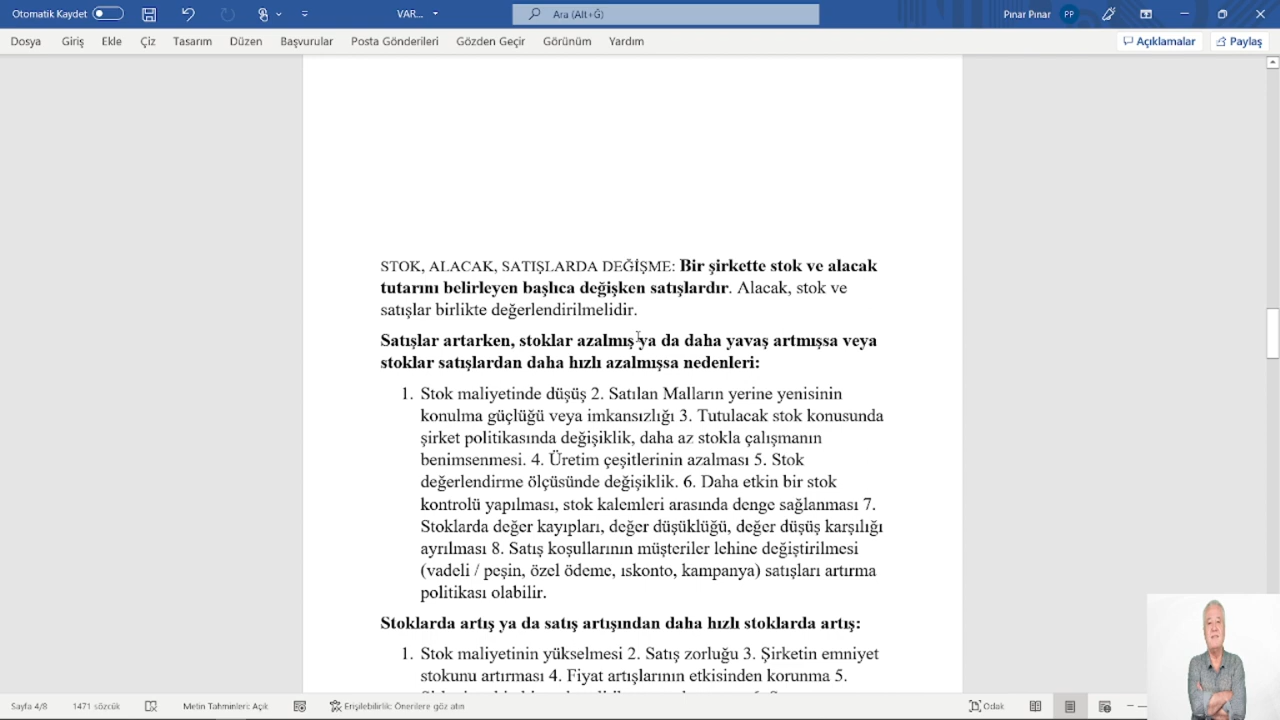 Otomatik Kaydet
VAR...
Ara (Alt+Ğ)
Pınar Pınar
PP
Dosya Giriş Ekle Çiz Tasarım Düzen Başvurular Posta Gönderileri Gözden Geçir Görünüm Yardım
Açıklamalar
Paylaş
STOK, ALACAK, SATIŞLARDA DEĞİŞME: Bir şirkette stok ve alacak
tutarını belirleyen başlıca değişken satışlardır. Alacak, stok ve
satışlar birlikte değerlendirilmelidir.
Satışlar artarken, stoklar azalmış ya da daha yavaş artmışsa veya
stoklar satışlardan daha hızlı azalmışsa nedenleri:
1. Stok maliyetinde düşüş 2. Satılan Malların yerine yenisinin
konulma güçlüğü veya imkansızlığı 3. Tutulacak stok konusunda
şirket politikasında değişiklik, daha az stokla çalışmanın
benimsenmesi. 4. Üretim çeşitlerinin azalması 5. Stok
değerlendirme ölçüsünde değişiklik. 6. Daha etkin bir stok
kontrolü yapılması, stok kalemleri arasında denge sağlanması 7.
Stoklarda değer kayıpları, değer düşüklüğü, değer düşüş karşılığı
ayrılması 8. Satış koşullarının müşteriler lehine değiştirilmesi
(vadeli / peşin, özel ödeme, ıskonto, kampanya) satışları artırma
politikası olabilir.
Stoklarda artış ya da satış artışından daha hızlı stoklarda artış:
1. Stok maliyetinin yükselmesi 2. Satış zorluğu 3. Şirketin emniyet
stokunu artırması 4. Fiyat artışlarının etkisinden korunma 5.
Sayfa 4/8
1471 sözcük
Metin Tahminleri: Açık
Erişilebilirlik: Önerilere göz atın
Odak